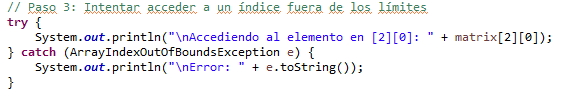 // Paso 3: Intentar acceder a un índice fuera de los límites
try {
    System.out.println("\nAccediendo al elemento en [2][0]: " + matrix[2][0]);
} catch (ArrayIndexOutOfBoundsException e) {
    System.out.println("\nError: " + e.toString());
}